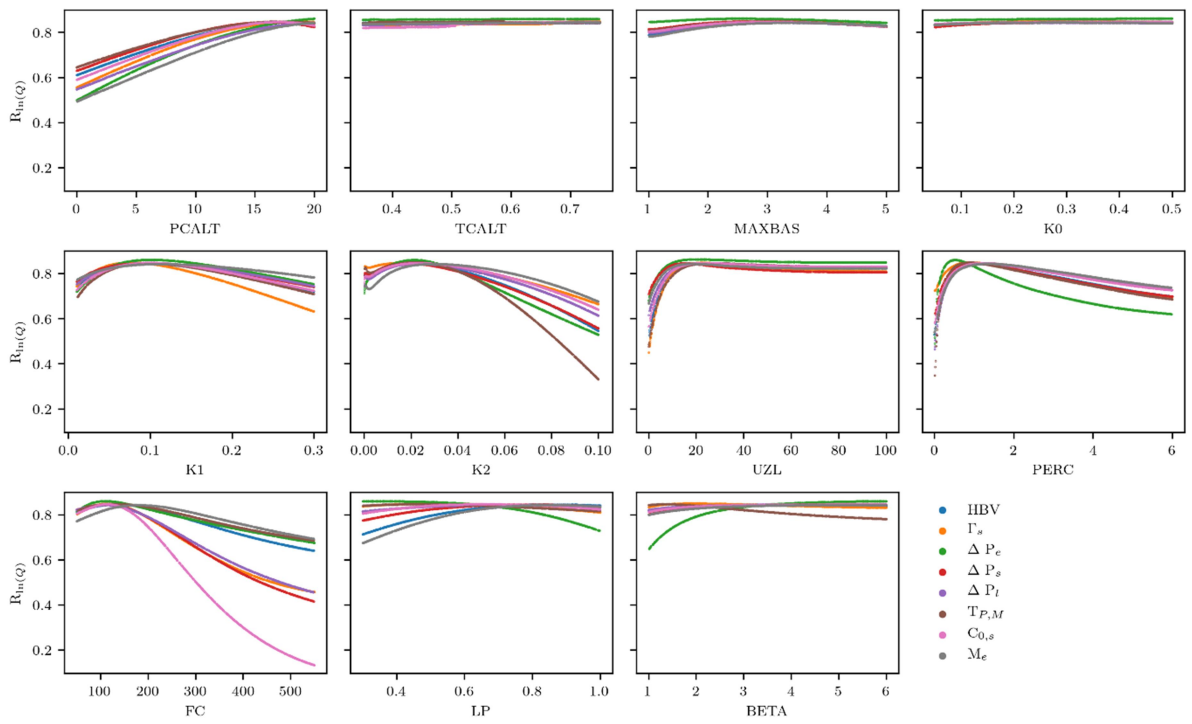 0.8
0.6
0.4
0.2
R_ln(Q)
0 5 10 15 20
PCALT
0.4 0.5 0.6 0.7
TCALT
1 2 3 4 5
MAXBAS
0.1 0.2 0.3 0.4 0.5
K0
0.8
0.6
0.4
0.2
R_ln(Q)
0.0 0.1 0.2 0.3
K1
0.00 0.02 0.04 0.06 0.08 0.10
K2
0 20 40 60 80 100
UZL
0 2 4 6
PERC
0.8
0.6
0.4
0.2
R_ln(Q)
100 200 300 400 500
FC
0.4 0.6 0.8 1.0
LP
1 2 3 4 5 6
BETA
HBV
Γ_s
Δ P_e
Δ P_s
Δ P_l
T_P,M
C_0,s
M_e